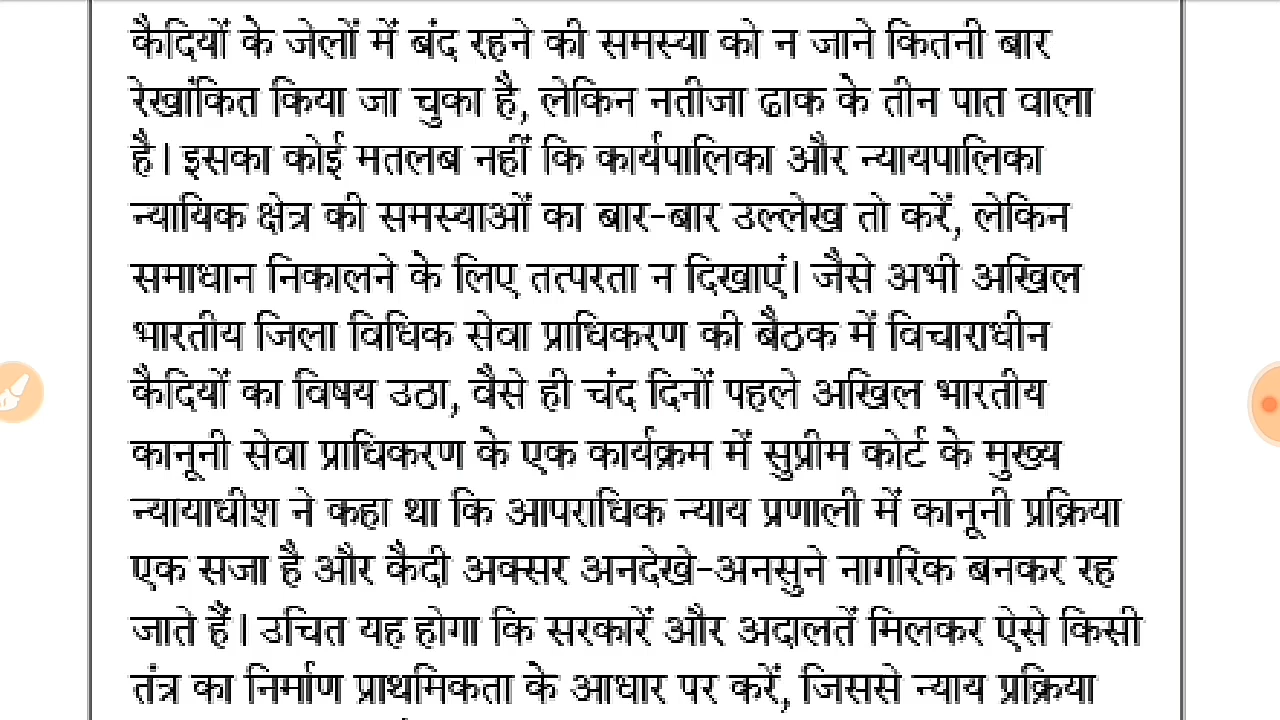 कैदियों के जेलों में बंद रहने की समस्या को न जाने कितनी बार
रेखांकित किया जा चुका है, लेकिन नतीजा ढाक के तीन पात वाला
है। इसका कोई मतलब नहीं कि कार्यपालिका और न्यायपालिका
न्यायिक क्षेत्र की समस्याओं का बार-बार उल्लेख तो करें, लेकिन
समाधान निकालने के लिए तत्परता न दिखाएं। जैसे अभी अखिल
भारतीय जिला विधिक सेवा प्राधिकरण की बैठक में विचाराधीन
कैदियों का विषय उठा, वैसे ही चंद दिनों पहले अखिल भारतीय
कानूनी सेवा प्राधिकरण के एक कार्यक्रम में सुप्रीम कोर्ट के मुख्य
न्यायाधीश ने कहा था कि आपराधिक न्याय प्रणाली में कानूनी प्रक्रिया
एक सजा है और कैदी अक्सर अनदेखे-अनसुने नागरिक बनकर रह
जाते हैं। उचित यह होगा कि सरकारें और अदालतें मिलकर ऐसे किसी
तंत्र का निर्माण प्राथमिकता के आधार पर करें, जिससे न्याय प्रक्रिया